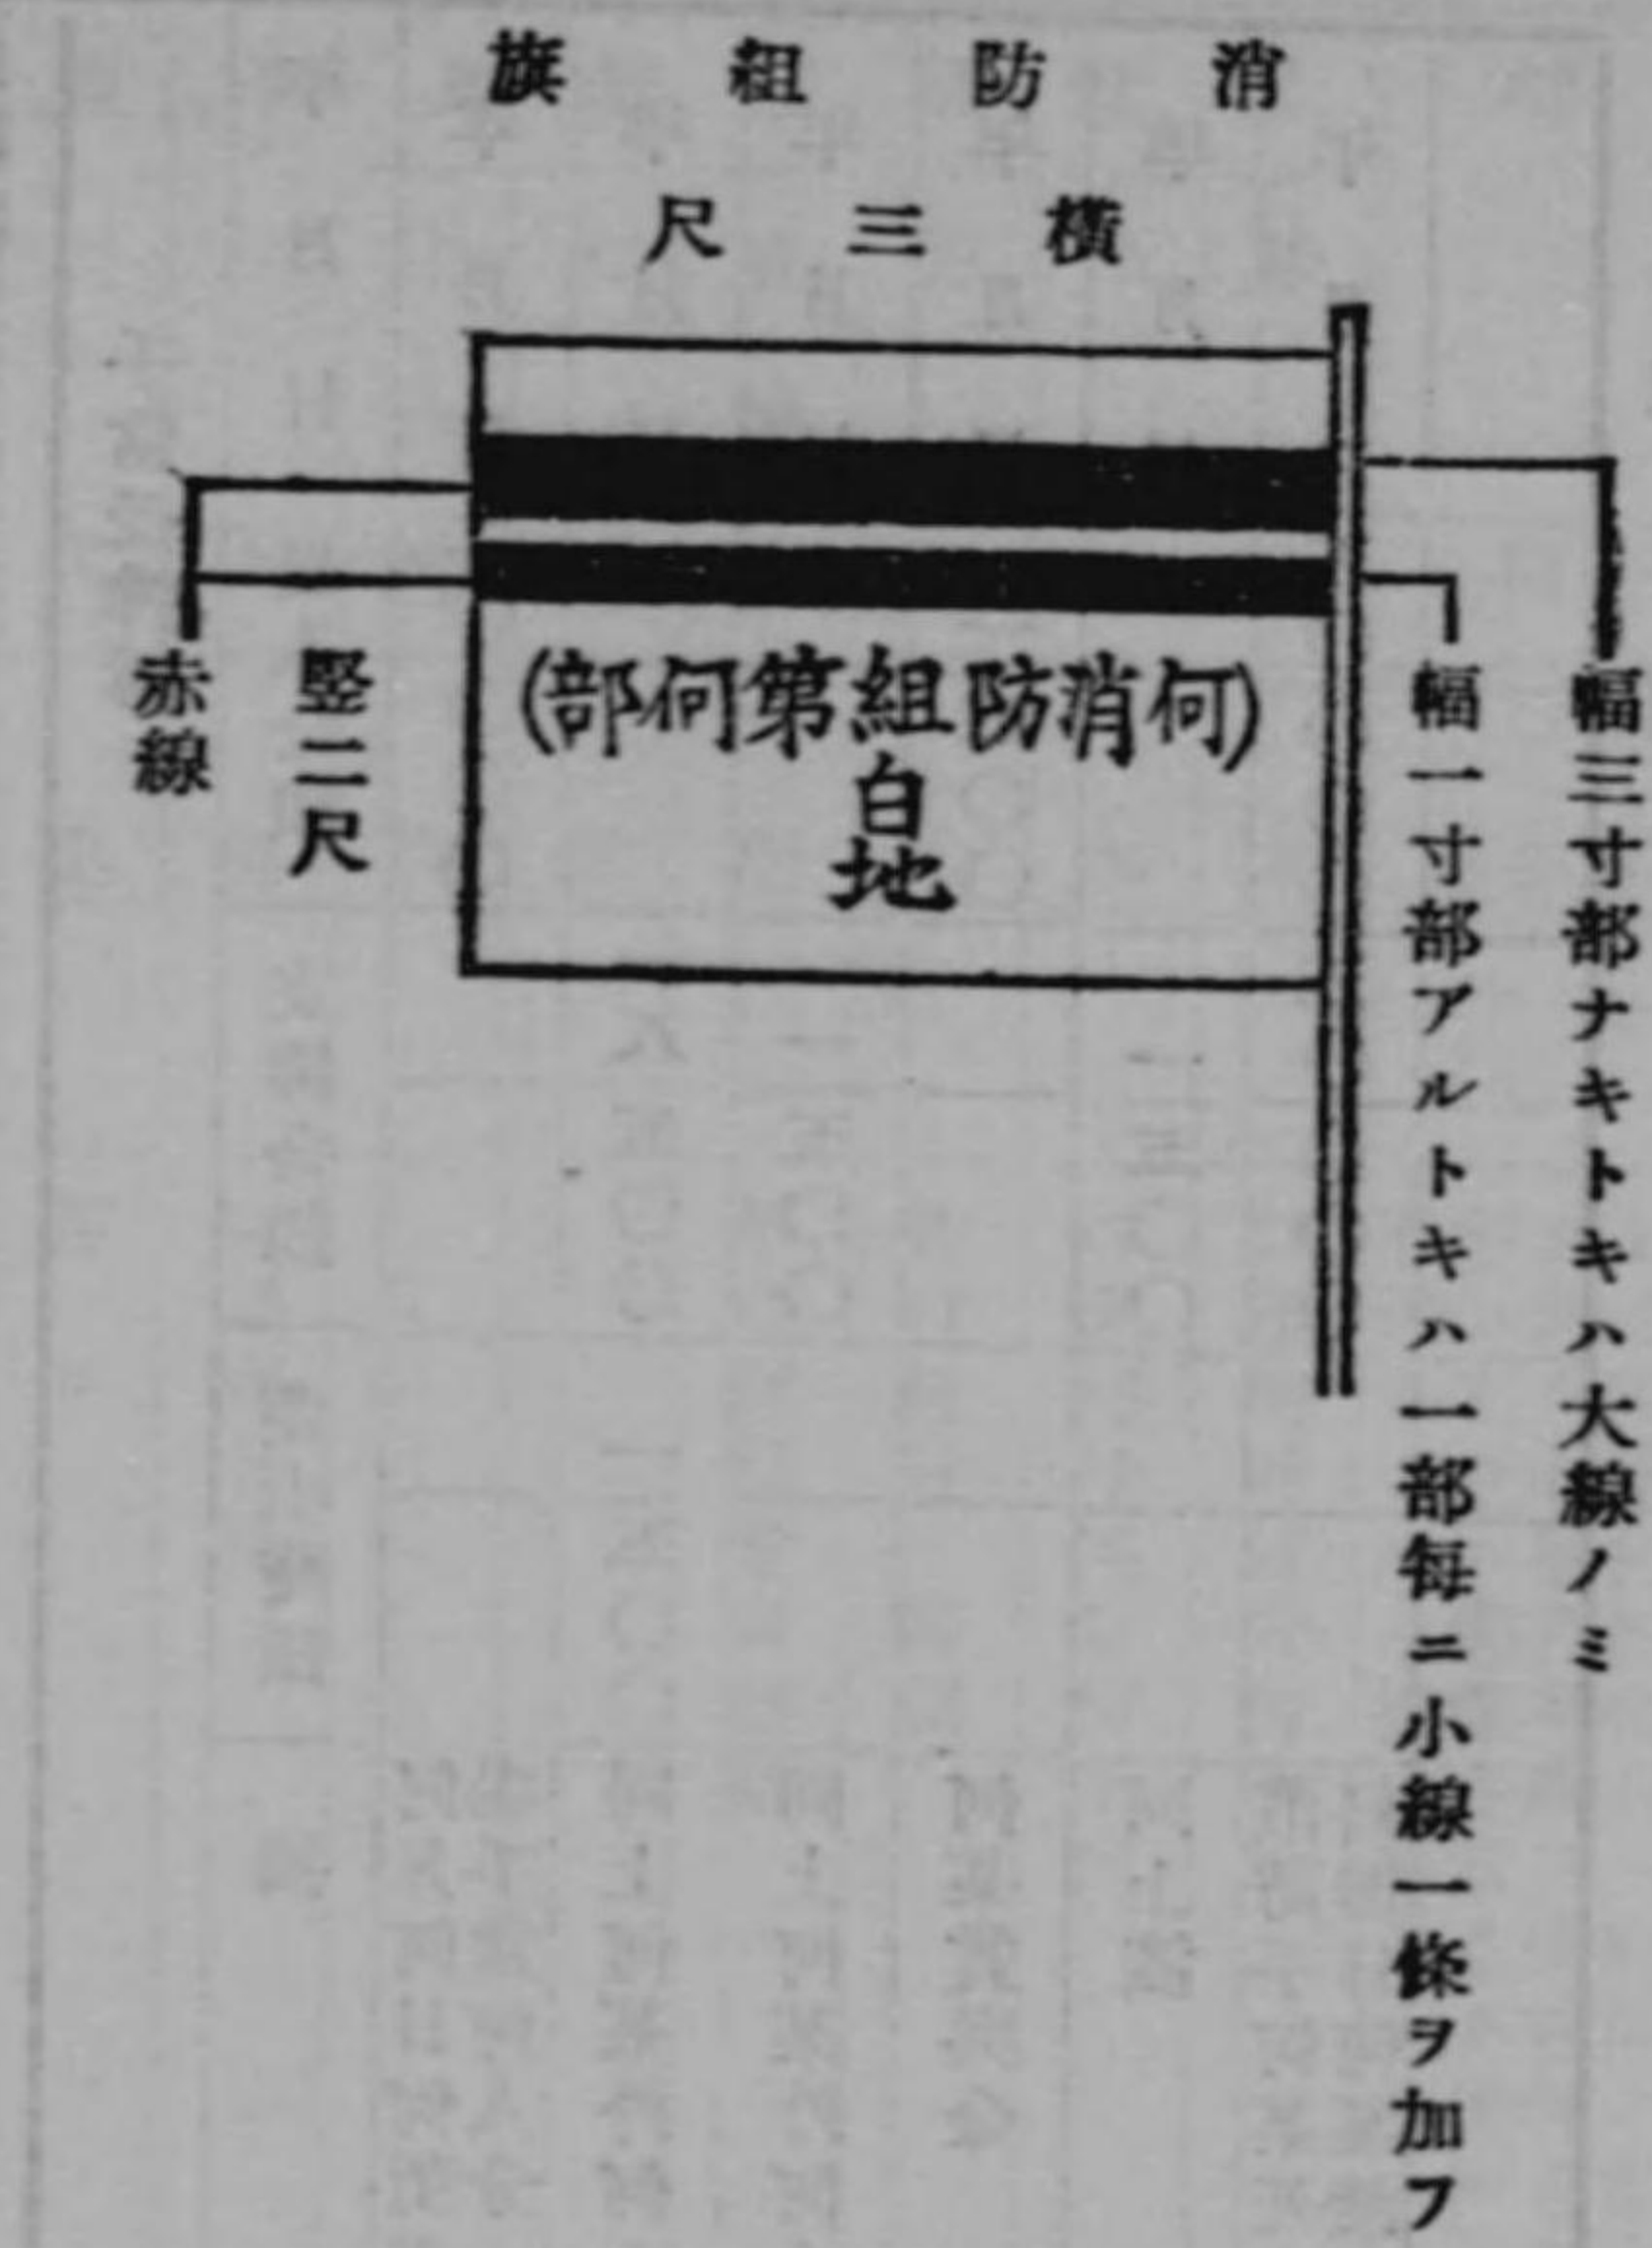 消防組旗
橫三尺
幅三寸部ナキトキハ大線ノミ
幅一寸部アルトキハ一部每ニ小線一條ヲ加フ
(何消防組第何部)
白地
竪二尺
赤線